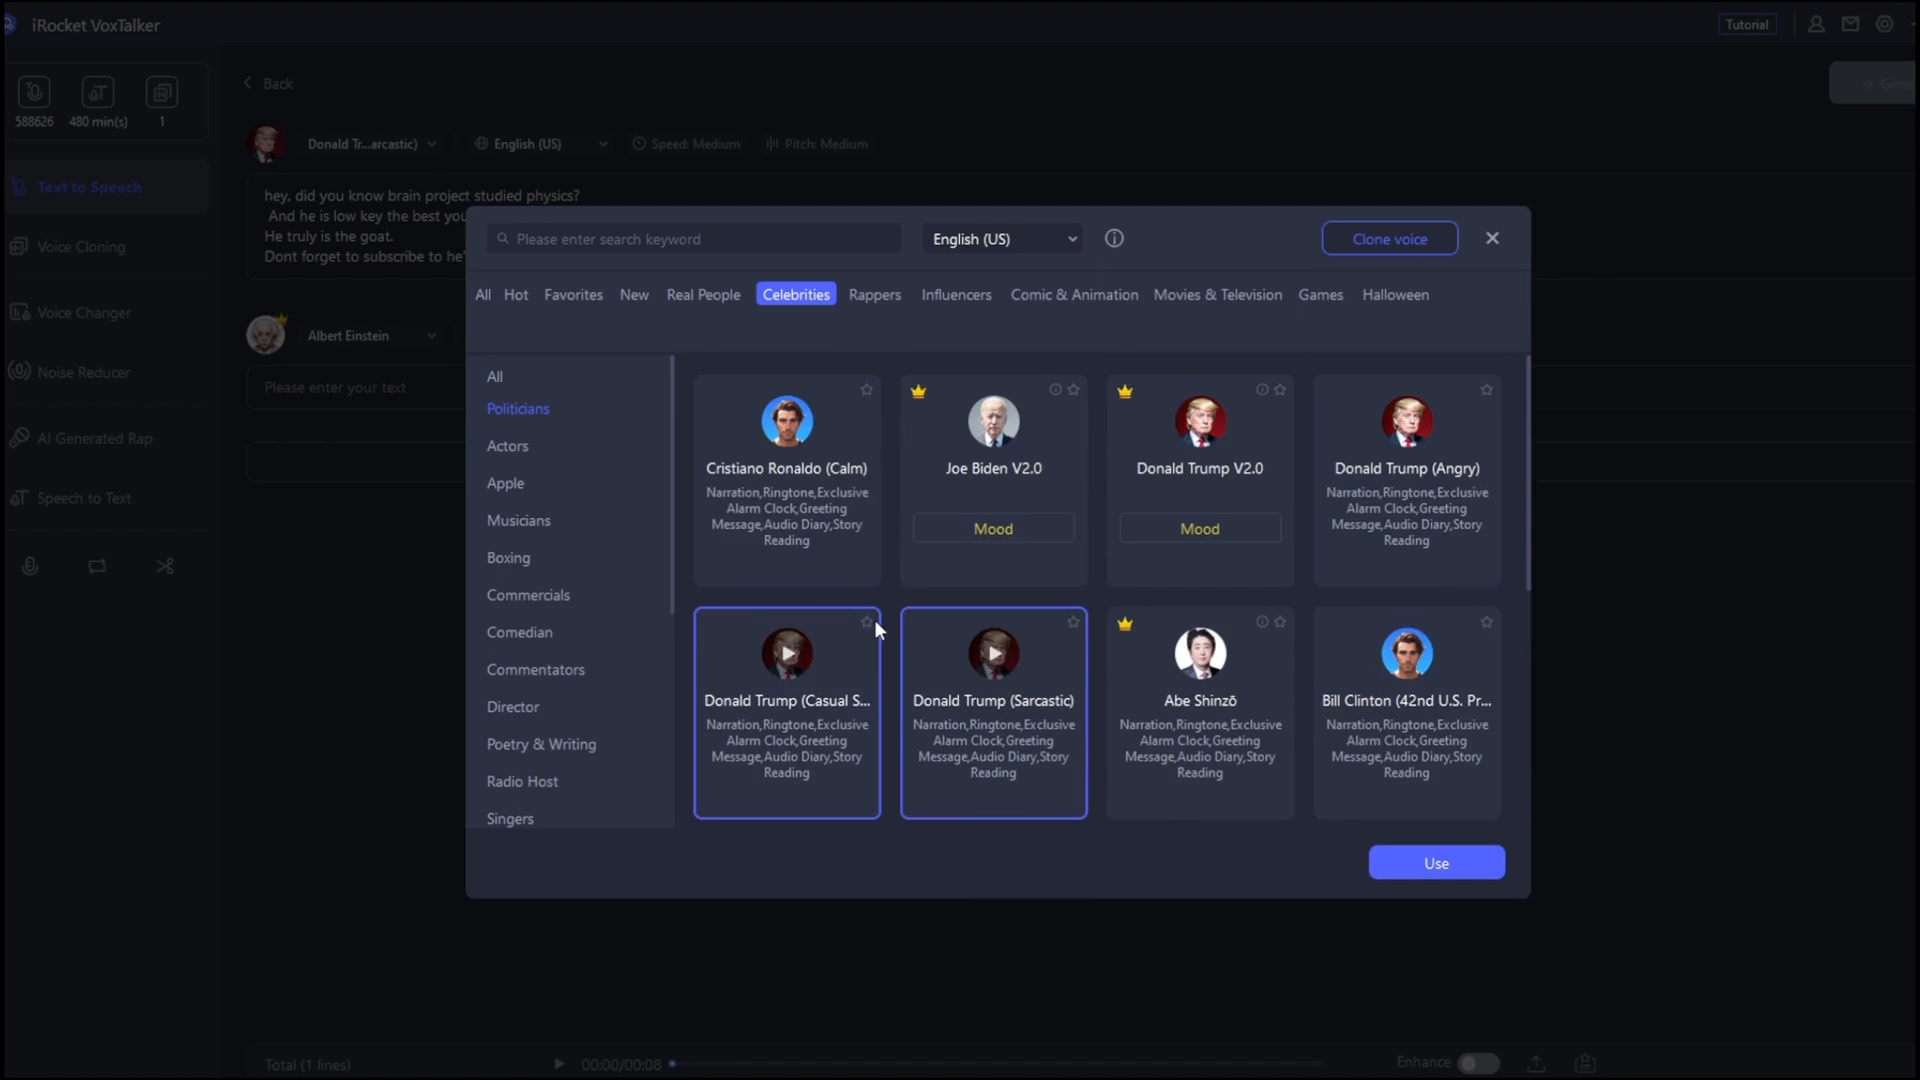 iRocket VoxTalker
Tutorial
588626
480 min(s)
1
Back
Donald Tr...arcastic)
English (US)
Speed: Medium
Pitch: Medium
Text to Speech
Voice Cloning
Voice Changer
Noise Reducer
AI Generated Rap
Speech to Text
hey, did you know brain project studied physics?
And he is low key the best you
He truly is the goat.
Dont forget to subscribe to he'
Albert Einstein
Please enter your text
Please enter search keyword
English (US)
Clone voice
All
Hot
Favorites
New
Real People
Celebrities
Rappers
Influencers
Comic & Animation
Movies & Television
Games
Halloween
All
Politicians
Actors
Apple
Musicians
Boxing
Commercials
Comedian
Commentators
Director
Poetry & Writing
Radio Host
Singers
Cristiano Ronaldo (Calm)
Narration,Ringtone,Exclusive
Alarm Clock,Greeting
Message,Audio Diary,Story
Reading
Joe Biden V2.0
Mood
Donald Trump V2.0
Mood
Donald Trump (Angry)
Narration,Ringtone,Exclusive
Alarm Clock,Greeting
Message,Audio Diary,Story
Reading
Donald Trump (Casual S...
Narration,Ringtone,Exclusive
Alarm Clock,Greeting
Message,Audio Diary,Story
Reading
Donald Trump (Sarcastic)
Narration,Ringtone,Exclusive
Alarm Clock,Greeting
Message,Audio Diary,Story
Reading
Abe Shinzō
Narration,Ringtone,Exclusive
Alarm Clock,Greeting
Message,Audio Diary,Story
Reading
Bill Clinton (42nd U.S. Pr...
Narration,Ringtone,Exclusive
Alarm Clock,Greeting
Message,Audio Diary,Story
Reading
Use
Total (1 lines)
00:00/00:08
Enhance